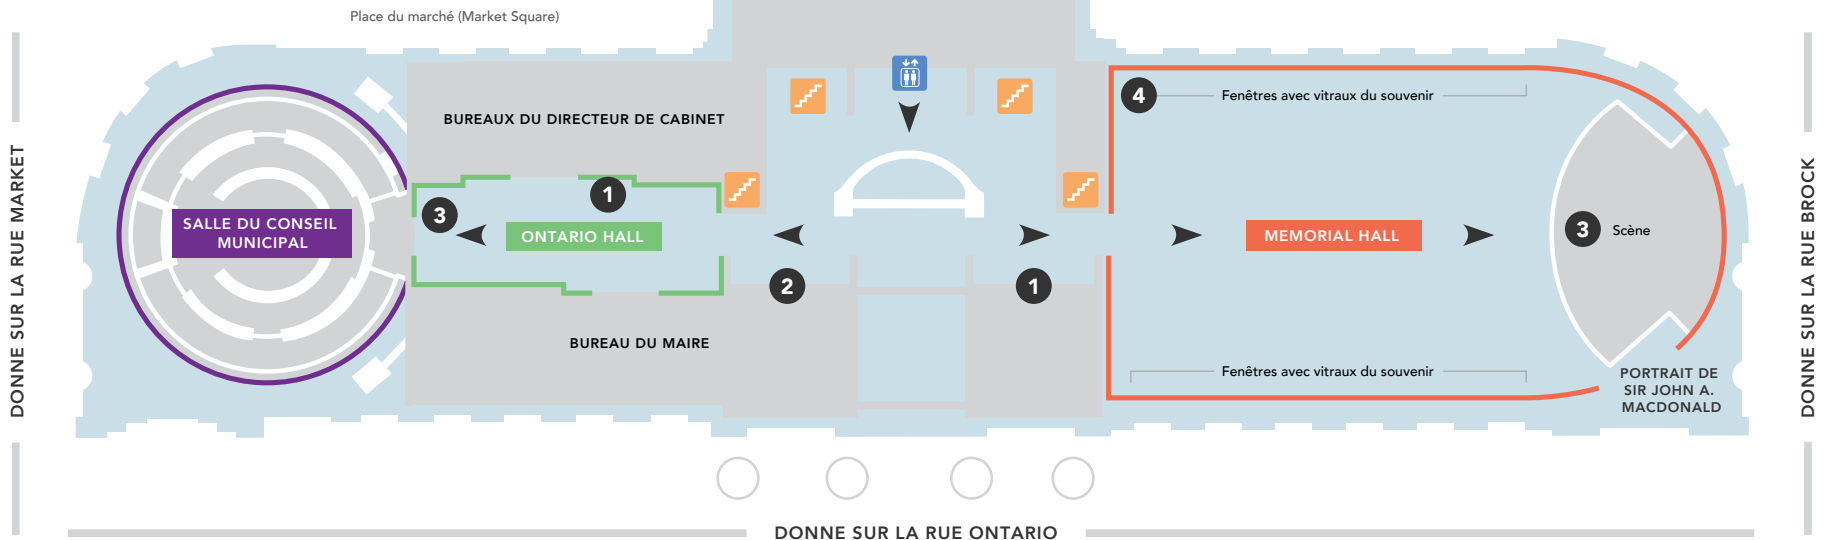 Place du marché (Market Square)
DONNE SUR LA RUE MARKET
BUREAUX DU DIRECTEUR DE CABINET
4
Fenêtres avec vitraux du souvenir
1
3
SALLE DU CONSEIL
MUNICIPAL
ONTARIO HALL
MEMORIAL HALL
3
Scène
2
1
BUREAU DU MAIRE
Fenêtres avec vitraux du souvenir
PORTRAIT DE
SIR JOHN A.
MACDONALD
DONNE SUR LA RUE BROCK
DONNE SUR LA RUE ONTARIO